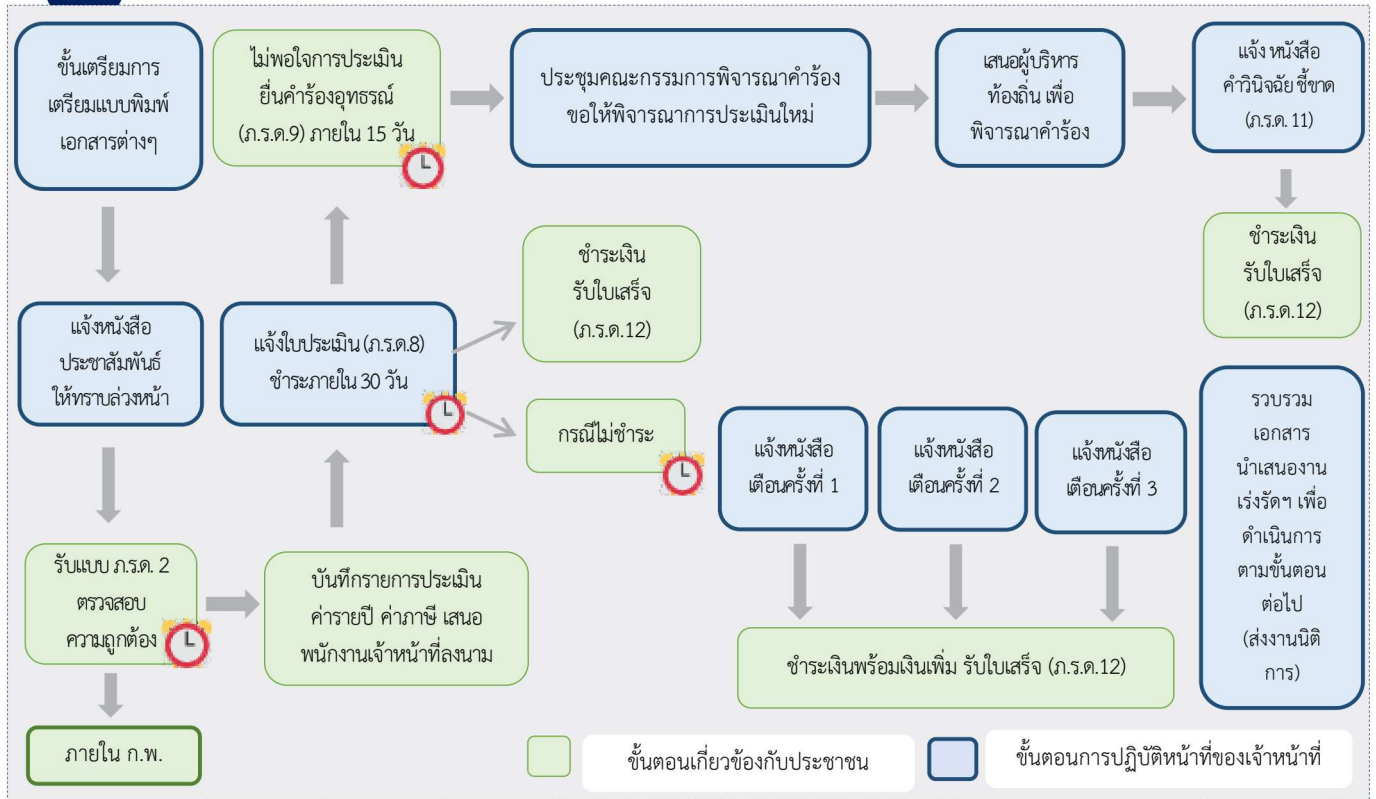 ขั้นเตรียมการ
เตรียมแบบพิมพ์
เอกสารต่างๆ
ไม่พอใจการประเมิน
ยื่นคำร้องอุทธรณ์
(ภ.ร.ด.9) ภายใน 15 วัน
ประชุมคณะกรรมการพิจารณาคำร้อง
ขอให้พิจารณาการประเมินใหม่
เสนอผู้บริหาร
ท้องถิ่น เพื่อ
พิจารณาคำร้อง
แจ้ง หนังสือ
คำวินิจฉัย ชี้ขาด
(ภ.ร.ด. 11)
ชำระเงิน
รับใบเสร็จ
(ภ.ร.ด.12)
แจ้งหนังสือ
ประชาสัมพันธ์
ให้ทราบล่วงหน้า
แจ้งใบประเมิน (ภ.ร.ด.8)
ชำระภายใน 30 วัน
ชำระเงิน
รับใบเสร็จ
(ภ.ร.ด.12)
กรณีไม่ชำระ
แจ้งหนังสือ
เตือนครั้งที่ 1
แจ้งหนังสือ
เตือนครั้งที่ 2
แจ้งหนังสือ
เตือนครั้งที่ 3
รวบรวม
เอกสาร
นำเสนองาน
เร่งรัดฯ เพื่อ
ดำเนินการ
ตามขั้นตอน
ต่อไป
(ส่งงานนิติ
การ)
รับแบบ ภ.ร.ด. 2
ตรวจสอบ
ความถูกต้อง
บันทึกรายการประเมิน
ค่ารายปี ค่าภาษี เสนอ
พนักงานเจ้าหน้าที่ลงนาม
ชำระเงินพร้อมเงินเพิ่ม รับใบเสร็จ (ภ.ร.ด.12)
ภายใน ก.พ.
ขั้นตอนเกี่ยวข้องกับประชาชน
ขั้นตอนการปฏิบัติหน้าที่ของเจ้าหน้าที่